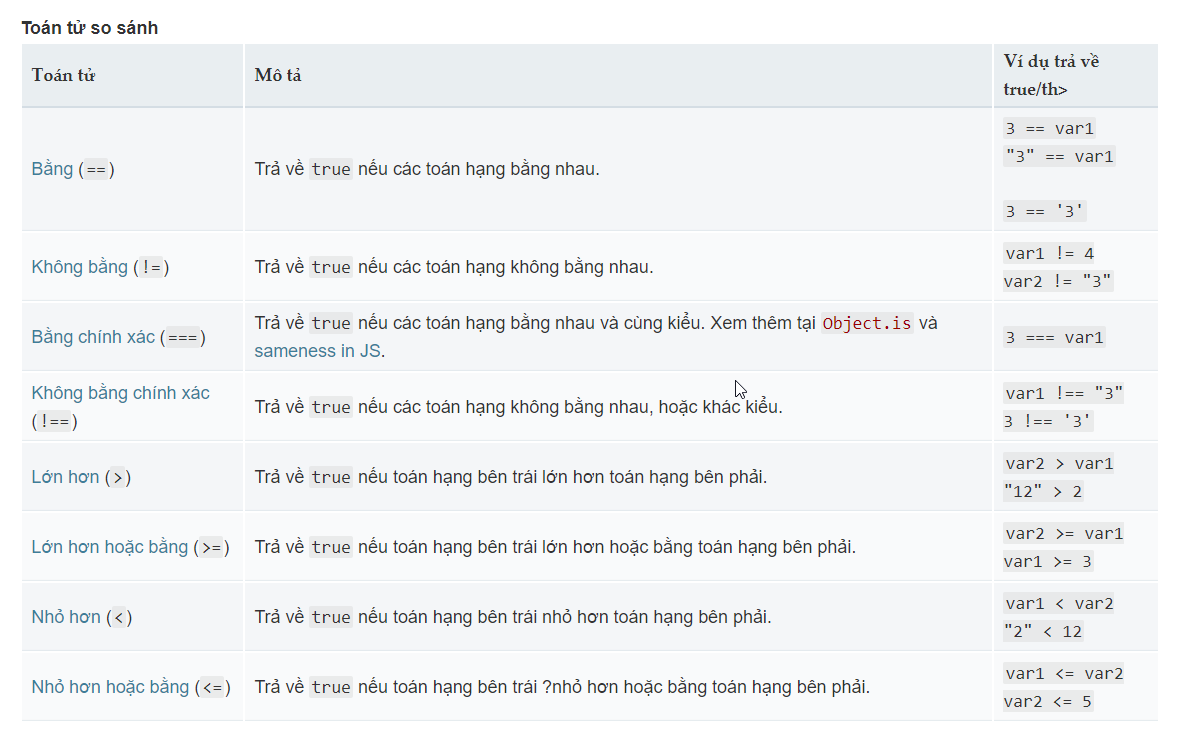 Toán tử so sánh
Toán tử
Mô tả
Ví dụ trả về
true/th>
Bằng (==)
Trả về true nếu các toán hạng bằng nhau.
3 == var1
"3" == var1
3 == '3'
Không bằng (!=)
Trả về true nếu các toán hạng không bằng nhau.
var1 != 4
var2 != "3"
Bằng chính xác (===)
Trả về true nếu các toán hạng bằng nhau và cùng kiểu. Xem thêm tại Object.is và
sameness in JS.
3 === var1
Không bằng chính xác
(!==)
Trả về true nếu các toán hạng không bằng nhau, hoặc khác kiểu.
var1 !== "3"
3 !== '3'
Lớn hơn (>)
Trả về true nếu toán hạng bên trái lớn hơn toán hạng bên phải.
var2 > var1
"12" > 2
Lớn hơn hoặc bằng (>=)
Trả về true nếu toán hạng bên trái lớn hơn hoặc bằng toán hạng bên phải.
var2 >= var1
var1 >= 3
Nhỏ hơn (<)
Trả về true nếu toán hạng bên trái nhỏ hơn toán hạng bên phải.
var1 < var2
"2" < 12
Nhỏ hơn hoặc bằng (<=)
Trả về true nếu toán hạng bên trái ?nhỏ hơn hoặc bằng toán hạng bên phải.
var1 <= var2
var2 <= 5